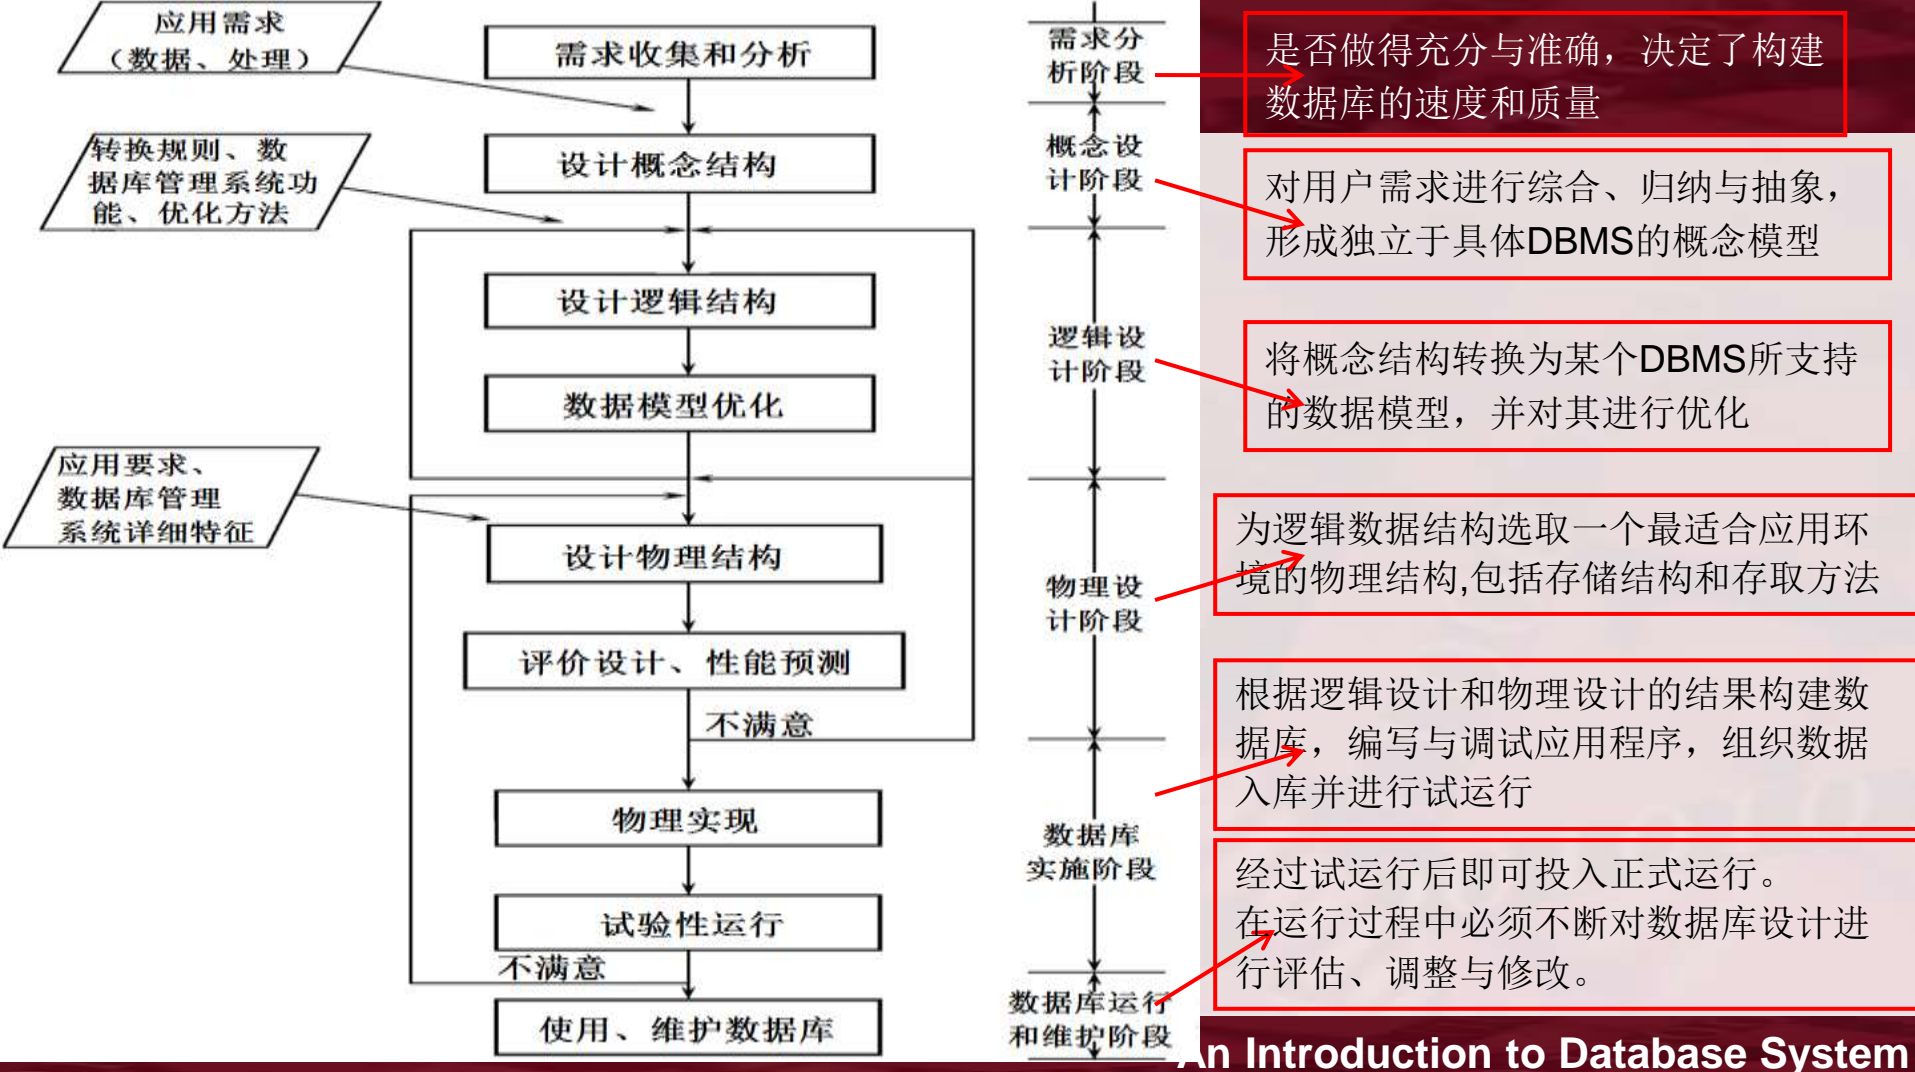 应用需求
（数据、处理）
需求收集和分析
转换规则、数
据库管理系统功
能、优化方法
设计概念结构
设计逻辑结构
数据模型优化
应用要求、
数据库管理
系统详细特征
设计物理结构
评价设计、性能预测
不满意
物理实现
试验性运行
不满意
使用、维护数据库
需求分
析阶段
概念设
计阶段
逻辑设
计阶段
物理设
计阶段
数据库
实施阶段
数据库运行
和维护阶段
是否做得充分与准确，决定了构建
数据库的速度和质量
对用户需求进行综合、归纳与抽象，
形成独立于具体DBMS的概念模型
将概念结构转换为某个DBMS所支持
的数据模型，并对其进行优化
为逻辑数据结构选取一个最适合应用环
境的物理结构,包括存储结构和存取方法
根据逻辑设计和物理设计的结果构建数
据库，编写与调试应用程序，组织数据
入库并进行试运行
经过试运行后即可投入正式运行。
在运行过程中必须不断对数据库设计进
行评估、调整与修改。
An Introduction to Database System